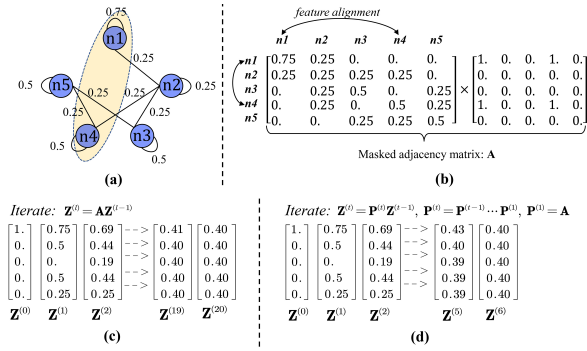 0.75
n1
0.25
0.25
0.5
n5
n2
0.25
0.25
0.25
0.25
n4
n3
0.5
0.5
(a)
feature alignment
n1 n2 n3 n4 n5
n1 0.75 0.25 0. 0. 0. 1. 0. 0. 1. 0.
n2 0.25 0.25 0.25 0.25 0. 0. 0. 0. 0. 0.
n3 0. 0.25 0.5 0. 0.25 × 0. 0. 0. 0. 0.
n4 0. 0.25 0. 0.5 0.25 1. 0. 0. 1. 0.
n5 0. 0. 0.25 0.25 0.5 0. 0. 0. 0. 0.
Masked adjacency matrix: A
(b)
Iterate: Z^(t) = AZ^(t−1)
1. 0.75 0.69 --> 0.41 0.40
0. 0.5 0.44 --> 0.40 0.40
0. 0. 0.19 --> 0.40 0.40
0. 0.5 0.44 --> 0.40 0.40
0. 0.25 0.25 --> 0.40 0.40
Z^(0) Z^(1) Z^(2) Z^(19) Z^(20)
(c)
Iterate: Z^(t) = P^(t)Z^(t−1), P^(t) = P^(t−1) ⋯ P^(1), P^(1) = A
1. 0.75 0.69 --> 0.43 0.40
0. 0.5 0.44 --> 0.40 0.40
0. 0. 0.19 --> 0.39 0.40
0. 0.5 0.44 --> 0.39 0.40
0. 0.25 0.25 --> 0.39 0.40
Z^(0) Z^(1) Z^(2) Z^(5) Z^(6)
(d)